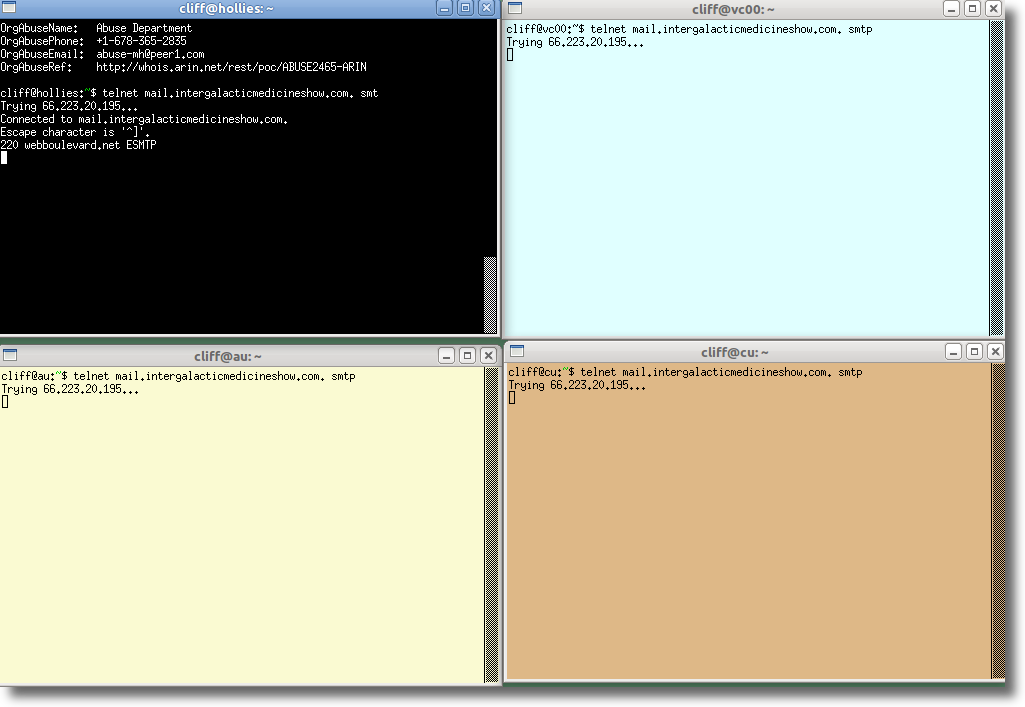 cliff@hollies: ~
OrgAbuseName:   Abuse Department
OrgAbusePhone:  +1-678-365-2835
OrgAbuseEmail:  abuse-mh@peer1.com
OrgAbuseRef:    http://whois.arin.net/rest/poc/ABUSE2465-ARIN
cliff@hollies:~$ telnet mail.intergalacticmedicineshow.com. smt
Trying 66.223.20.195...
Connected to mail.intergalacticmedicineshow.com.
Escape character is '^]'.
220 webboulevard.net ESMTP
cliff@vc00: ~
cliff@vc00:~$ telnet mail.intergalacticmedicineshow.com. smtp
Trying 66.223.20.195...
cliff@au: ~
cliff@au:~$ telnet mail.intergalacticmedicineshow.com. smtp
Trying 66.223.20.195...
cliff@cu: ~
cliff@cu:~$ telnet mail.intergalacticmedicineshow.com. smtp
Trying 66.223.20.195...